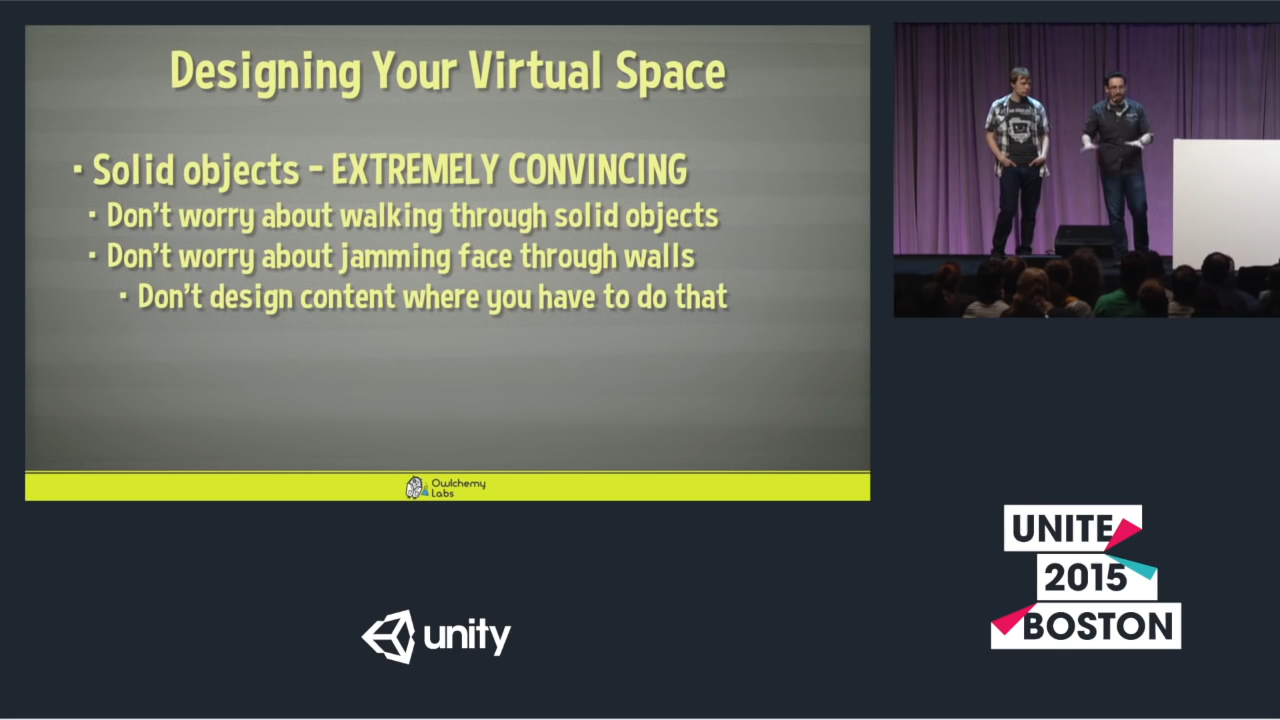 Designing Your Virtual Space
· Solid objects - EXTREMELY CONVINCING
· Don't worry about walking through solid objects
· Don't worry about jamming face through walls
· Don't design content where you have to do that
Owlchemy
Labs
unity
UNITE
2015
BOSTON